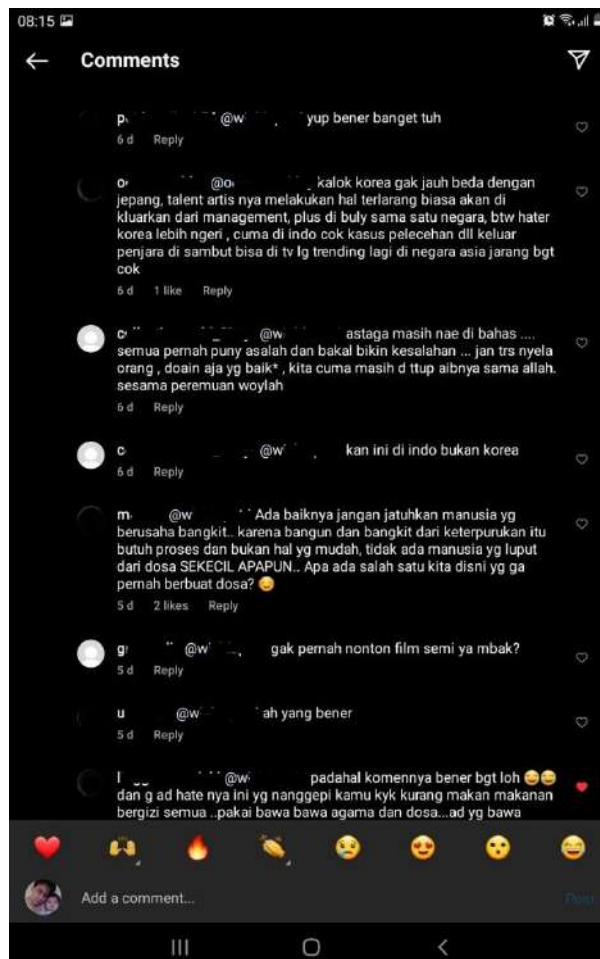 08:15
Comments
@w yup bener banget tuh
6 d Reply
kalok korea gak jauh beda dengan
jepang, talent artis nya melakukan hal terlarang biasa akan di
kluarkan dari management, plus di buly sama satu negara, btw hater
korea lebih ngeri , cuma di indo cok kasus pelecehan dll keluar
penjara di sambut bisa di tv lg trending lagi di negara asia jarang bgt
cok
6 d 1 like Reply
@w astaga masih nae di bahas ....
semua pernah puny asalah dan bakal bikin kesalahan ... jan trs nyela
orang , doain aja yg baik* , kita cuma masih d ttup aibnya sama allah.
sesama peremuan woylah
6 d Reply
@w kan ini di indo bukan korea
6 d Reply
@w Ada baiknya jangan jatuhkan manusia yg
berusaha bangkit.. karena bangun dan bangkit dari keterpurukan itu
butuh proses dan bukan hal yg mudah, tidak ada manusia yg luput
dari dosa SEKECIL APAPUN.. Apa ada salah satu kita disni yg ga
pernah berbuat dosa? 😊
5 d 2 likes Reply
@w gak pernah nonton film semi ya mbak?
5 d Reply
u @w ah yang bener
5 d Reply
@w padahal komennya bener bgt loh 😅😅
dan g ad hate nya ini yg nanggepi kamu kyk kurang makan makanan
bergizi semua ..pakai bawa bawa agama dan dosa...ad yg bawa
Add a comment...
Post